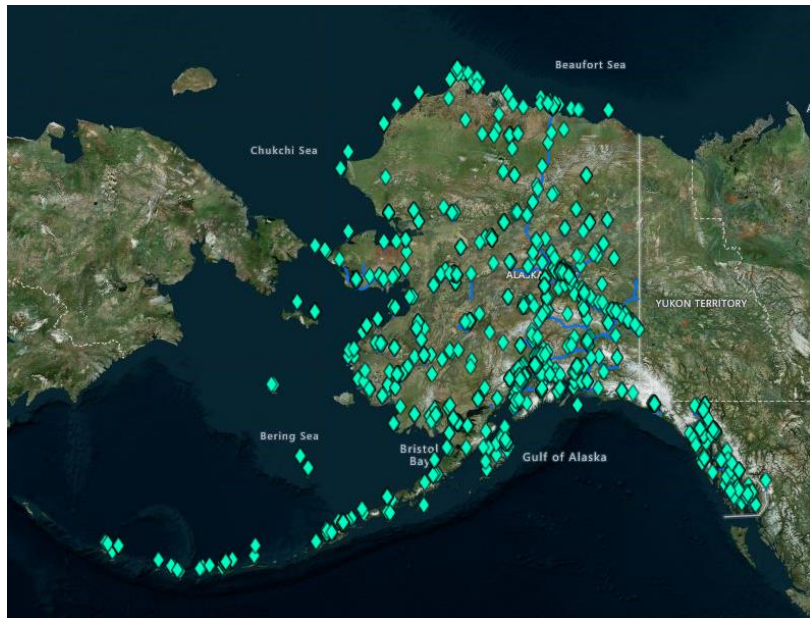 Beaufort Sea
Chukchi Sea
ALASKA
YUKON TERRITORY
Bering Sea
Bristol
Bay
Gulf of Alaska